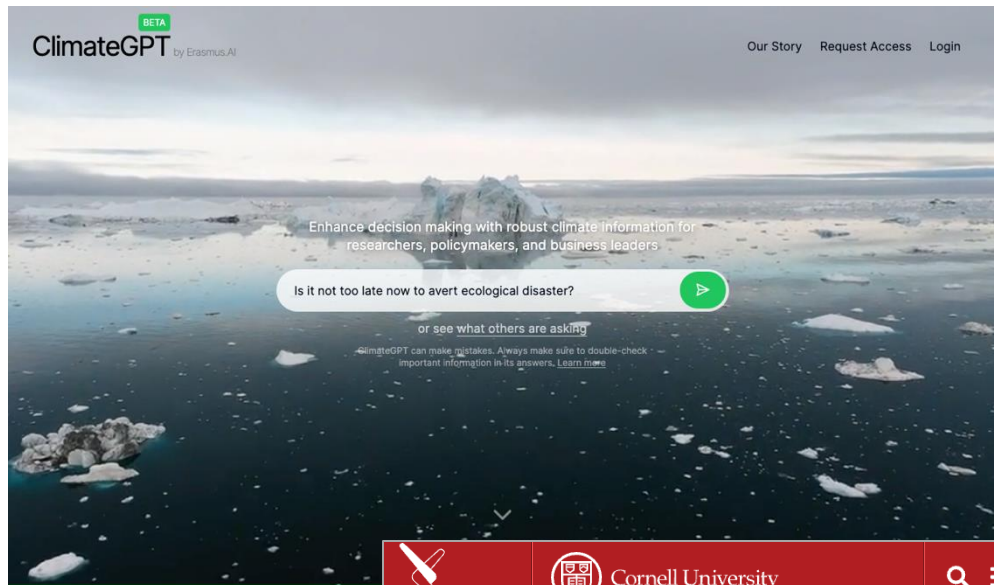 BETA
ClimateGPT by Erasmus.AI
Our Story Request Access Login
Enhance decision making with robust climate information for
researchers, policymakers, and business leaders
Is it not too late now to avert ecological disaster?
or see what others are asking
ClimateGPT can make mistakes. Always make sure to double-check
important information in its answers. Learn more
Cornell University